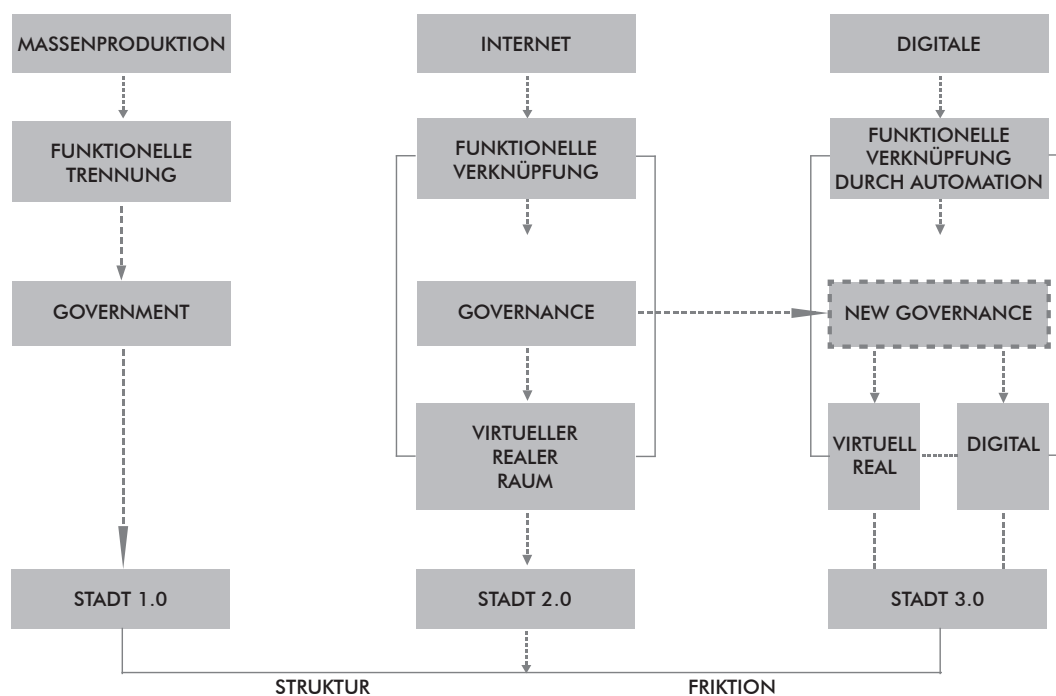 MASSENPRODUKTION
FUNKTIONELLE
TRENNUNG
GOVERNMENT
STADT 1.0
INTERNET
FUNKTIONELLE
VERKNÜPFUNG
GOVERNANCE
VIRTUELLER
REALER
RAUM
STADT 2.0
DIGITALE
FUNKTIONELLE
VERKNÜPFUNG
DURCH AUTOMATION
NEW GOVERNANCE
VIRTUELL
REAL
DIGITAL
STADT 3.0
STRUKTUR
FRIKTION